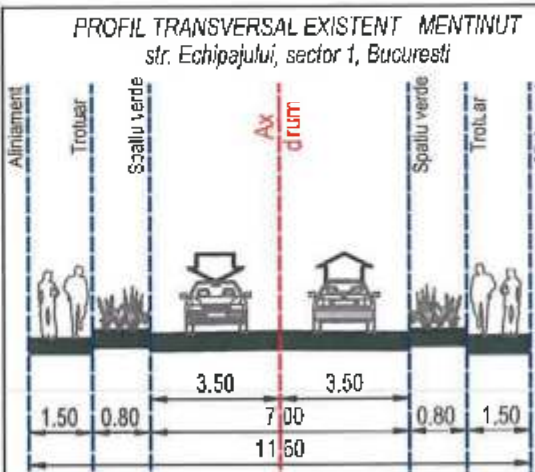 PROFIL TRANSVERSAL EXISTENT MENTINUT
str. Echipajului, sector 1, Bucuresti
Aliniament
Trotuar
Spatiu verde
Ax
drum
Spatiu verde
Trotuar
3.50 3.50
1.50 0.80 7.00 0.80 1.50
11.60